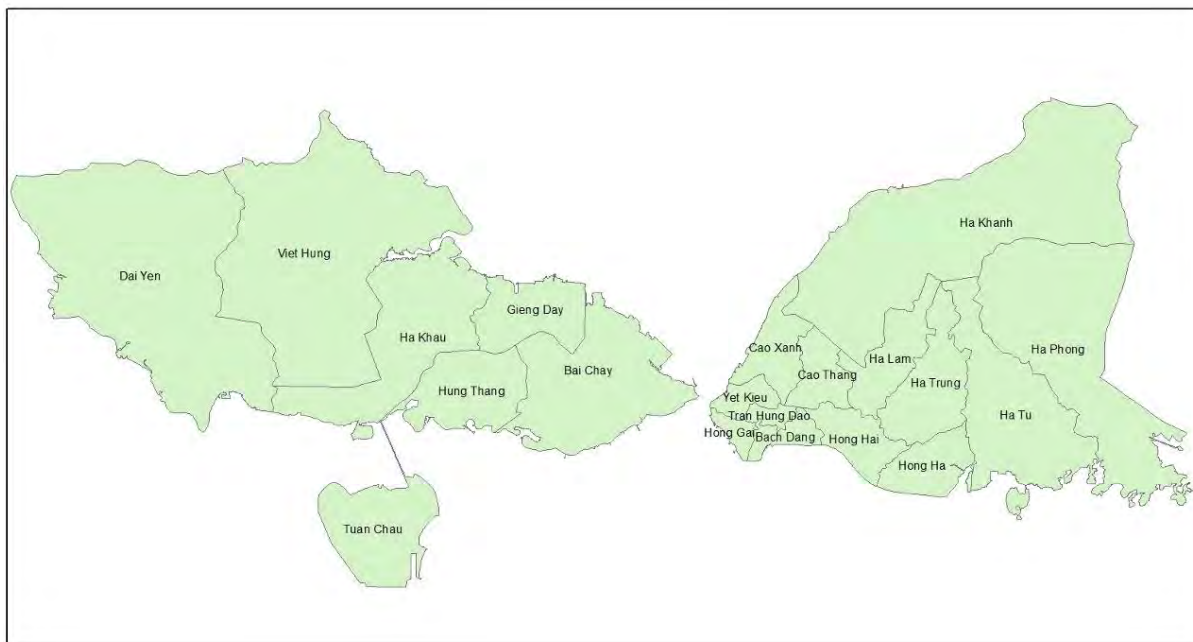 Ha Khanh
Viet Hung
Dai Yen
Gieng Day
Ha Khau
Cao Xanh
Ha Phong
Ha Lam
Bai Chay
Cao Thang
Ha Trung
Hung Thang
Yet Kieu
Tran Hung Dao
Ha Tu
Hong Gai
Bach Dang
Hong Hai
Hong Ha
Tuan Chau